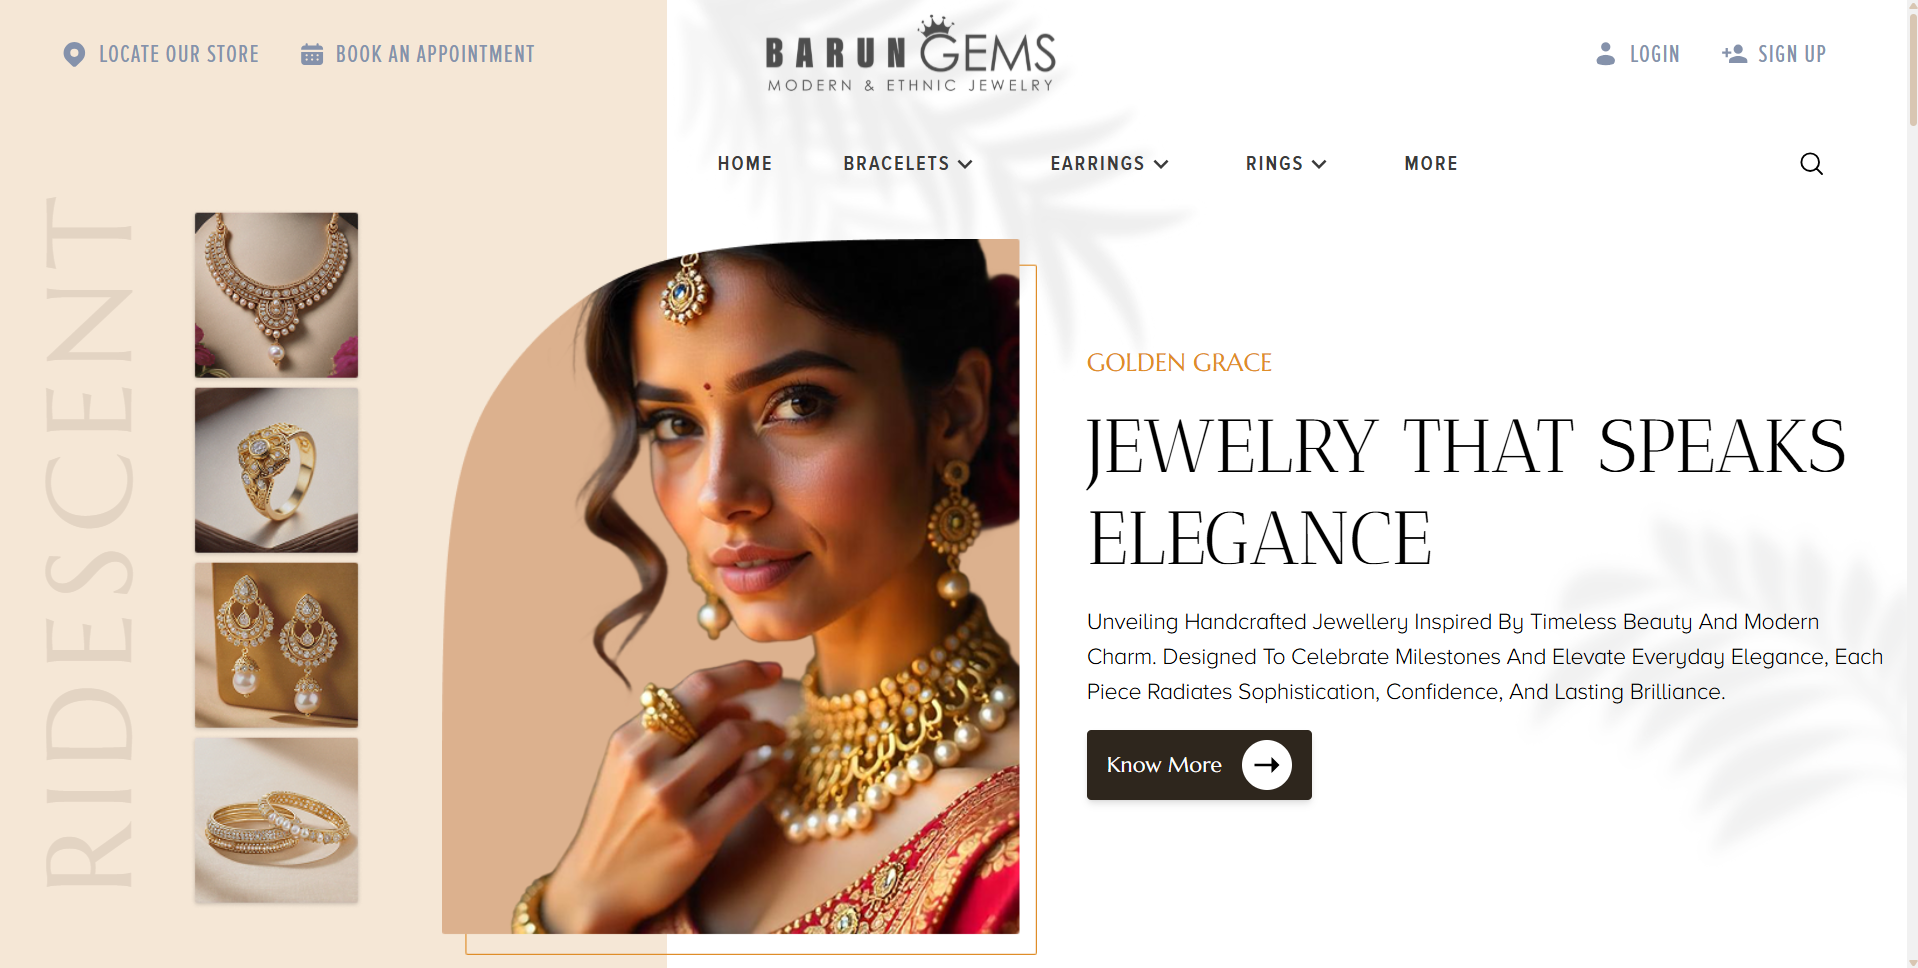 LOCATE OUR STORE
BOOK AN APPOINTMENT
BARUN GEMS
MODERN & ETHNIC JEWELRY
LOGIN
SIGN UP
HOME
BRACELETS
EARRINGS
RINGS
MORE
RIDESCENT
GOLDEN GRACE
JEWELRY THAT SPEAKS
ELEGANCE
Unveiling Handcrafted Jewellery Inspired By Timeless Beauty And Modern
Charm. Designed To Celebrate Milestones And Elevate Everyday Elegance, Each
Piece Radiates Sophistication, Confidence, And Lasting Brilliance.
Know More